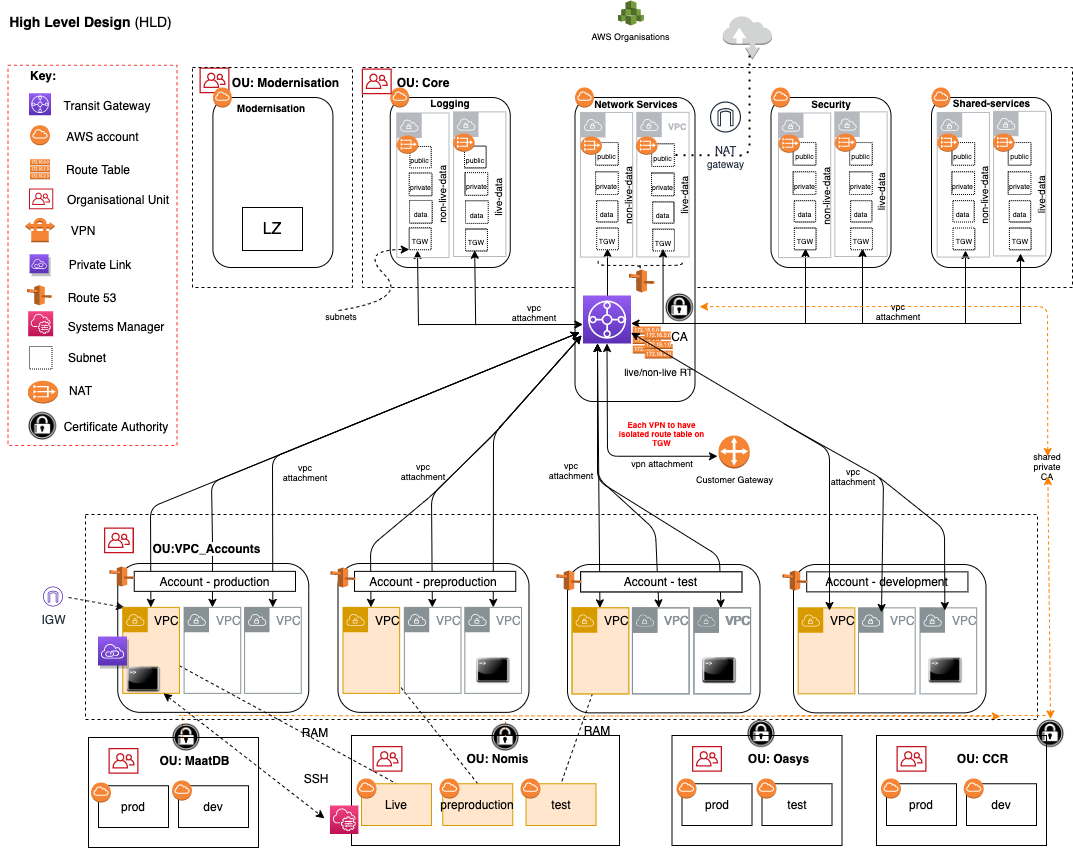 High Level Design (HLD)
AWS Organisations
Key:
Transit Gateway
AWS account
Route Table
Organisational Unit
VPN
Private Link
Route 53
Systems Manager
Subnet
NAT
Certificate Authority
OU: Modernisation
Modernisation
LZ
OU: Core
Logging
public
private
data
TGW
non-live-data
public
private
data
TGW
live-data
Network Services
VPC
public
private
data
TGW
non-live-data
public
private
data
TGW
live-data
NAT
gateway
Security
public
private
data
TGW
non-live-data
public
private
data
TGW
live-data
Shared-services
public
private
data
TGW
non-live-data
public
private
data
TGW
live-data
subnets
vpc
attachment
vpc
attachment
CA
live/non-live RT
Each VPN to have
isolated route table on
TGW
vpn attachment
Customer Gateway
vpc
attachment
vpc
attachment
vpc
attachment
vpc
attachment
shared
private
CA
OU:VPC_Accounts
Account - production
VPC
VPC
VPC
Account - preproduction
VPC
VPC
VPC
Account - test
VPC
VPC
VPC
Account - development
VPC
VPC
VPC
IGW
RAM
RAM
SSH
OU: MaatDB
prod
dev
OU: Nomis
Live
preproduction
test
OU: Oasys
prod
test
OU: CCR
prod
dev